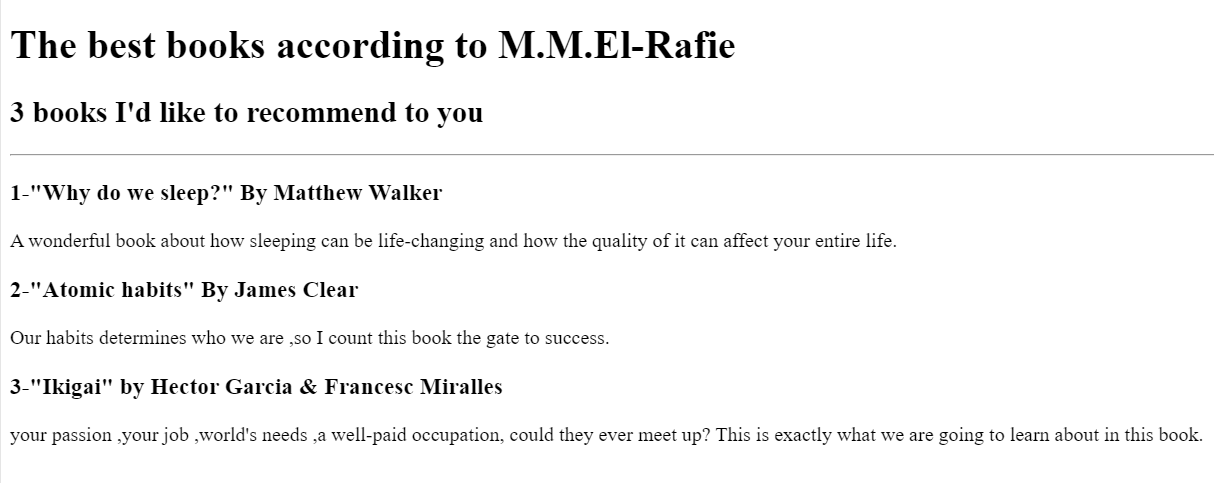 The best books according to M.M.El-Rafie
3 books I'd like to recommend to you
1-"Why do we sleep?" By Matthew Walker
A wonderful book about how sleeping can be life-changing and how the quality of it can affect your entire life.
2-"Atomic habits" By James Clear
Our habits determines who we are ,so I count this book the gate to success.
3-"Ikigai" by Hector Garcia & Francesc Miralles
your passion ,your job ,world's needs ,a well-paid occupation, could they ever meet up? This is exactly what we are going to learn about in this book.